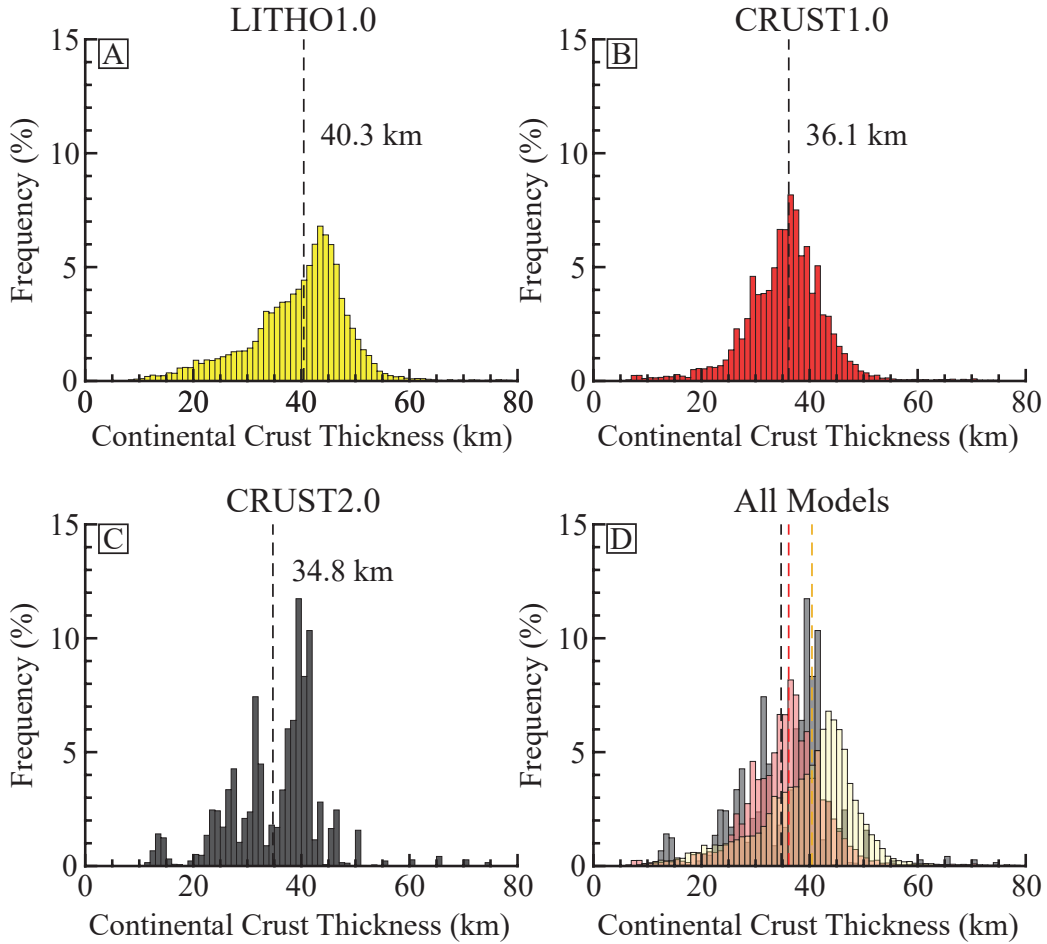 LITHO1.0
A
15
10
5
0
Frequency (%)
40.3 km
0 20 40 60 80
Continental Crust Thickness (km)
CRUST1.0
B
15
10
5
0
Frequency (%)
36.1 km
0 20 40 60 80
Continental Crust Thickness (km)
CRUST2.0
C
15
10
5
0
Frequency (%)
34.8 km
0 20 40 60 80
Continental Crust Thickness (km)
All Models
D
15
10
5
0
Frequency (%)
0 20 40 60 80
Continental Crust Thickness (km)